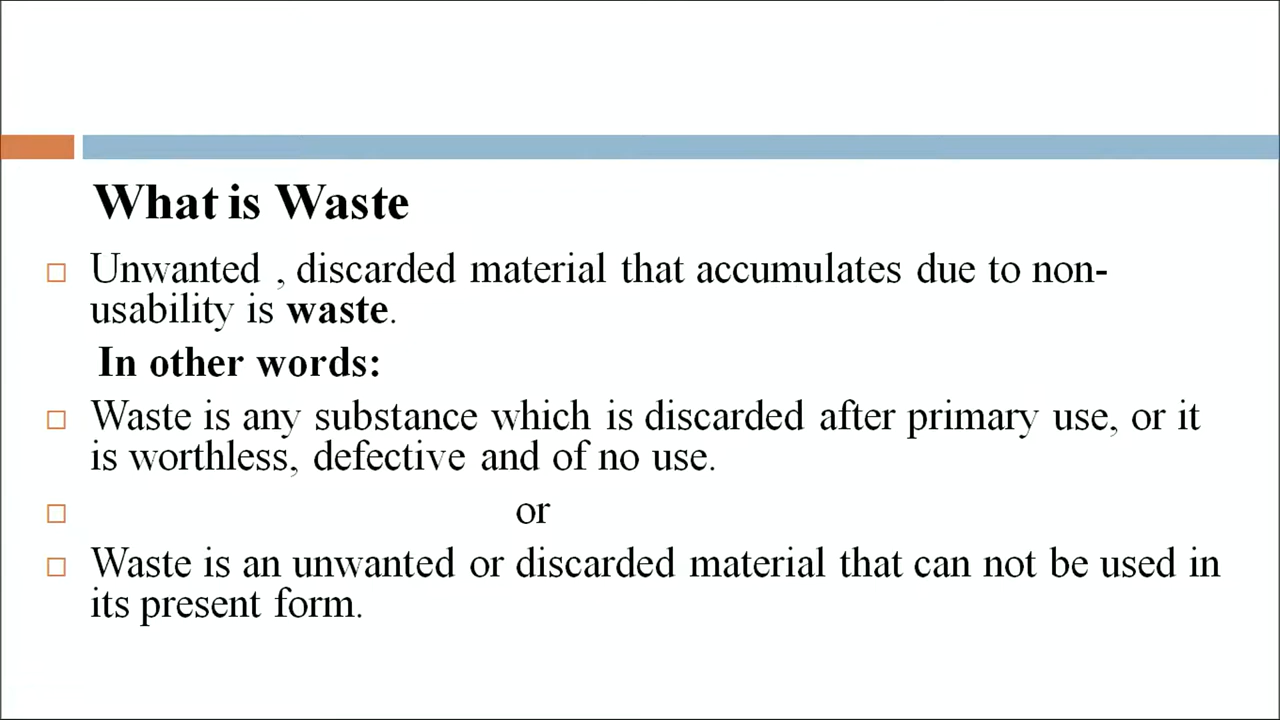 What is Waste
Unwanted , discarded material that accumulates due to non-
usability is waste.
In other words:
Waste is any substance which is discarded after primary use, or it
is worthless, defective and of no use.
or
Waste is an unwanted or discarded material that can not be used in
its present form.